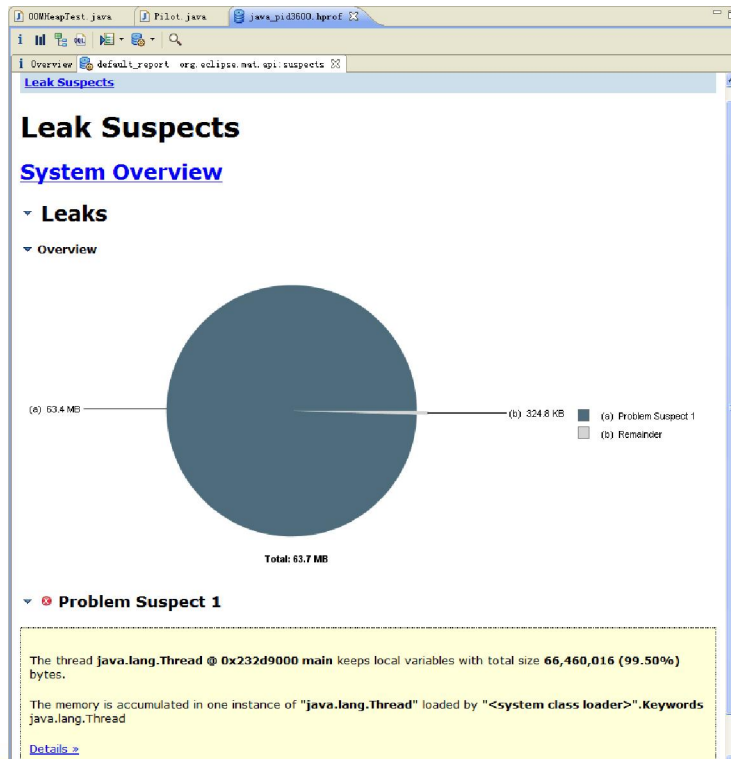 OOMHeapTest.java Pilot.java java_pid3600.hprof
Overview default_report org.eclipse.mat.api:suspects
Leak Suspects
Leak Suspects
System Overview
Leaks
Overview
(a) 63.4 MB
(b) 324.8 KB
(a) Problem Suspect 1
(b) Remainder
Total: 63.7 MB
Problem Suspect 1
The thread java.lang.Thread @ 0x232d9000 main keeps local variables with total size 66,460,016 (99.50%)
bytes.
The memory is accumulated in one instance of "java.lang.Thread" loaded by "<system class loader>".Keywords
java.lang.Thread
Details »